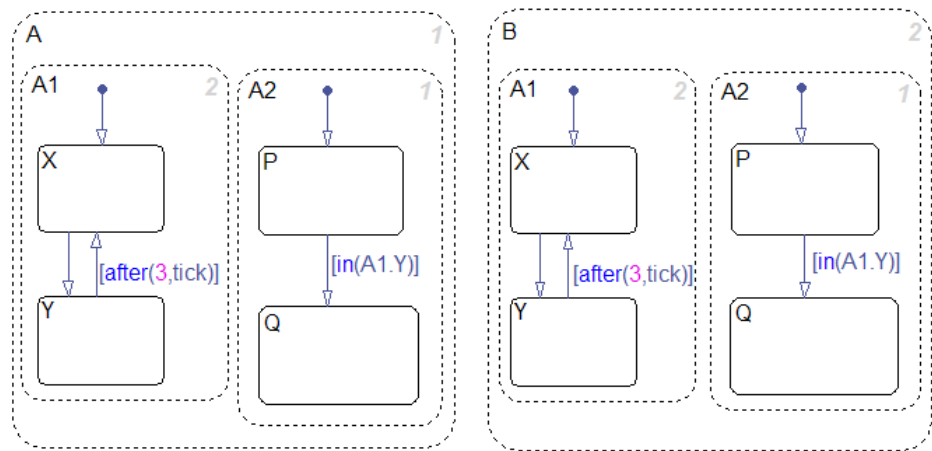 A
1
A1
2
A2
1
X
P
[after(3,tick)]
[in(A1.Y)]
Y
Q
B
2
A1
2
A2
1
X
P
[after(3,tick)]
[in(A1.Y)]
Y
Q